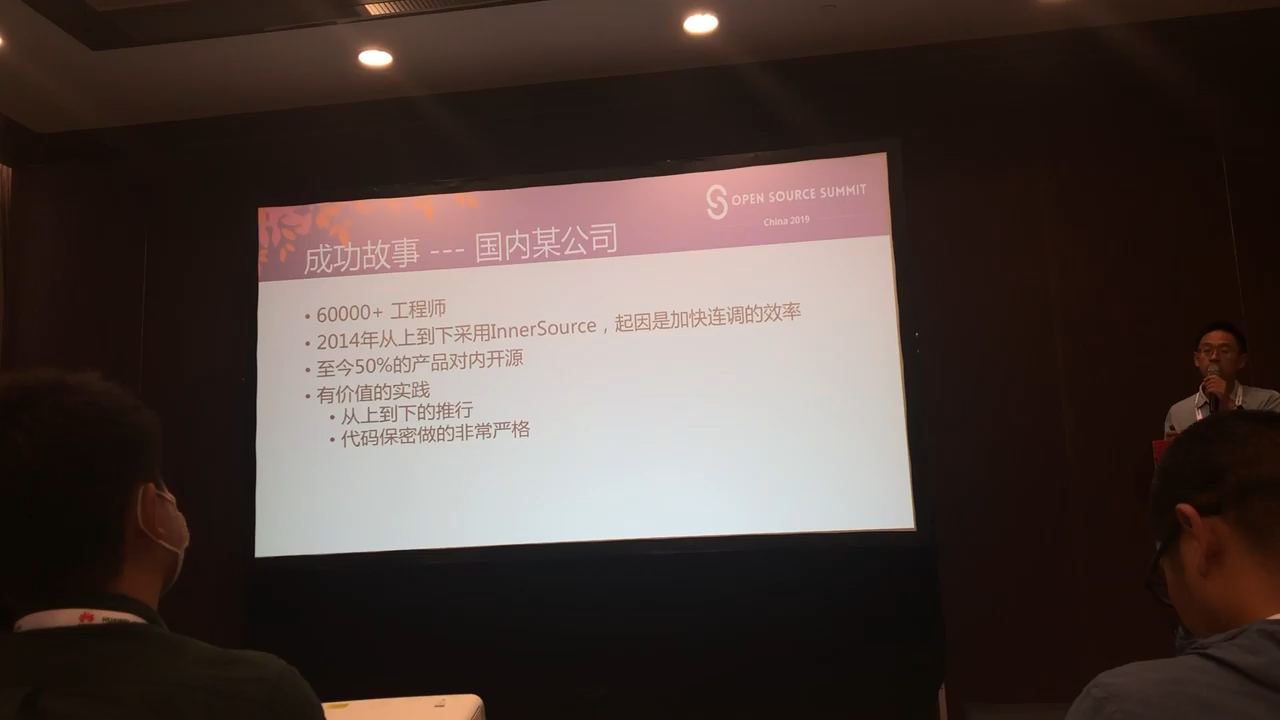 OPEN SOURCE SUMMIT
China 2019
成功故事 --- 国内某公司
• 60000+ 工程师
• 2014年从上到下采用InnerSource，起因是加快连调的效率
• 至今50%的产品对内开源
• 有价值的实践
• 从上到下的推行
• 代码保密做的非常严格